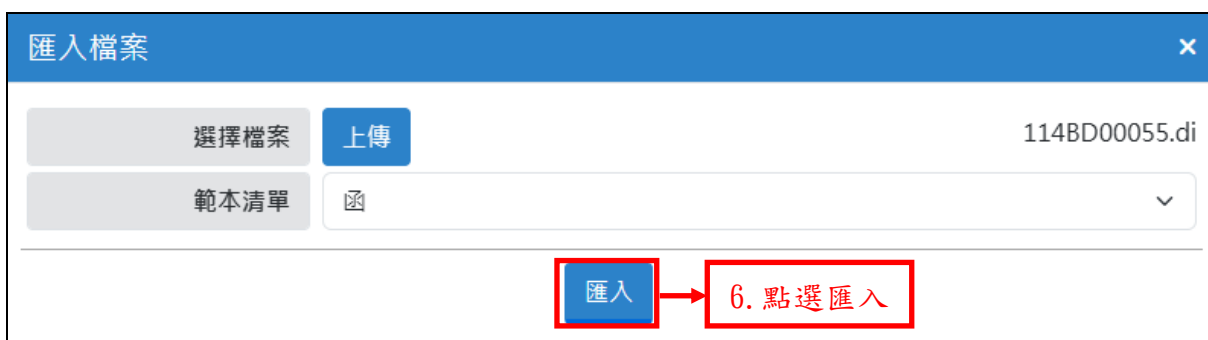 匯入檔案 ×
選擇檔案 上傳 114BD00055.di
範本清單 函
匯入 6.點選匯入